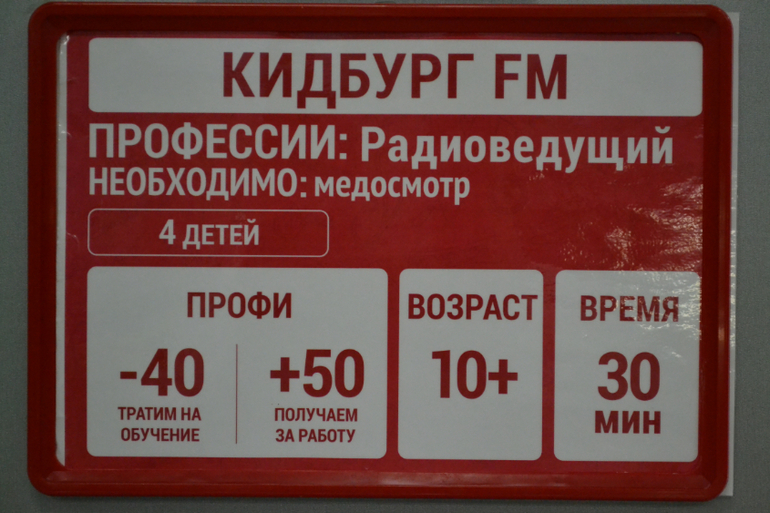 КИДБУРГ FM
ПРОФЕССИИ: Радиоведущий
НЕОБХОДИМО: медосмотр
4 ДЕТЕЙ
ПРОФИ
-40
ТРАТИМ НА
ОБУЧЕНИЕ
+50
ПОЛУЧАЕМ
ЗА РАБОТУ
ВОЗРАСТ
10+
ВРЕМЯ
30
мин